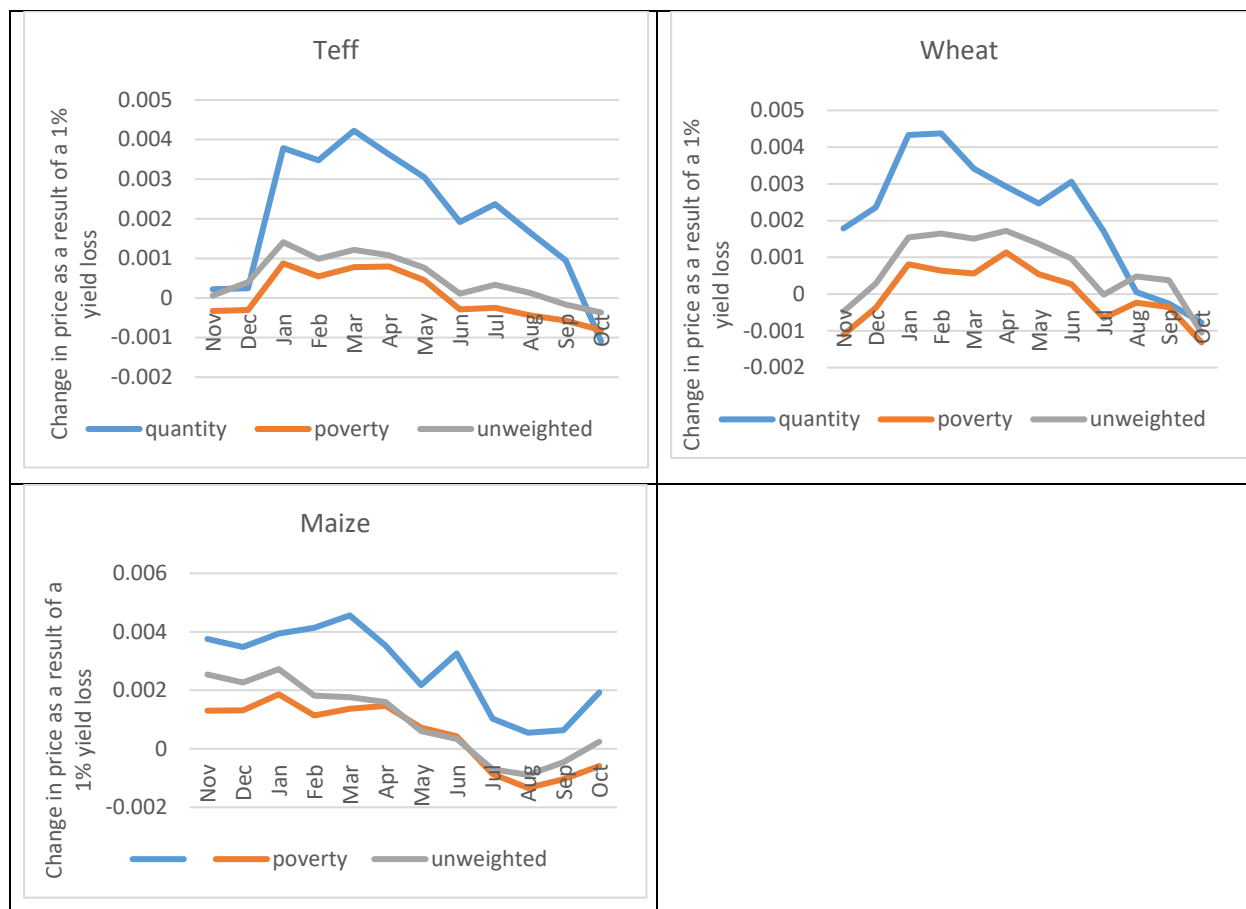 Teff
Change in price as a result of a 1%
yield loss
0.005
0.004
0.003
0.002
0.001
0
-0.001
-0.002
Nov
Dec
Jan
Feb
Mar
Apr
May
Jun
Jul
Aug
Sep
Oct
quantity poverty unweighted
Wheat
Change in price as a result of a 1%
yield loss
0.005
0.004
0.003
0.002
0.001
0
-0.001
-0.002
Nov
Dec
Jan
Feb
Mar
Apr
May
Jun
Jul
Aug
Sep
Oct
quantity poverty unweighted
Maize
Change in price as a result of a
1% yield loss
0.006
0.004
0.002
0
-0.002
Nov
Dec
Jan
Feb
Mar
Apr
May
Jun
Jul
Aug
Sep
Oct
poverty unweighted